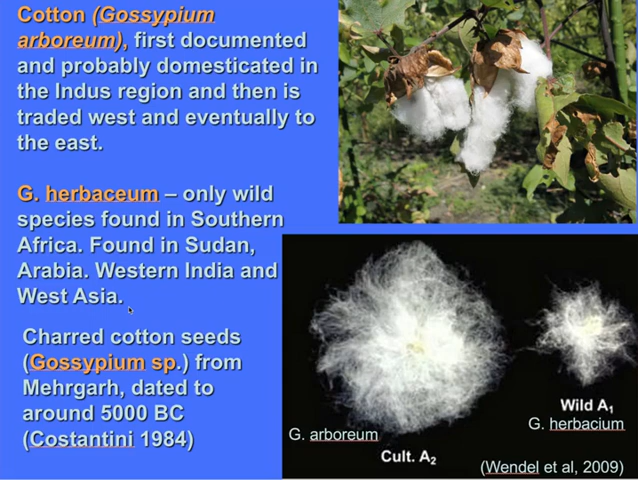 Cotton (Gossypium
arboreum), first documented
and probably domesticated in
the Indus region and then is
traded west and eventually to
the east.
G. herbaceum – only wild
species found in Southern
Africa. Found in Sudan,
Arabia. Western India and
West Asia.
Charred cotton seeds
(Gossypium sp.) from
Mehrgarh, dated to
around 5000 BC
(Costantini 1984)
G. arboreum
Cult. A₂
Wild A₁
G. herbacium
(Wendel et al, 2009)